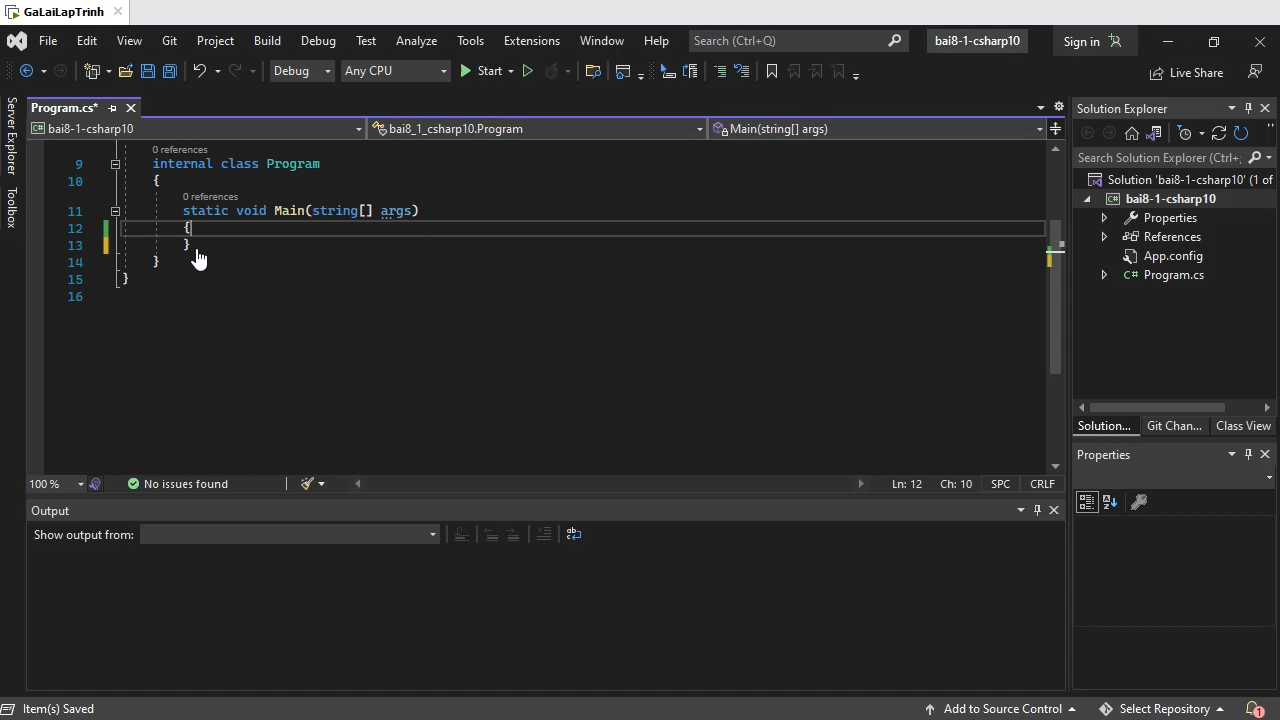 GaLaiLapTrinh
File Edit View Git Project Build Debug Test Analyze Tools Extensions Window Help Search (Ctrl+Q) bai8-1-csharp10 Sign in
Debug Any CPU Start Live Share
Server Explorer
Toolbox
Program.cs*
bai8-1-csharp10 bai8_1_csharp10.Program Main(string[] args)
0 references
9 internal class Program
10 {
0 references
11 static void Main(string[] args)
12 {
13 }
14 }
15 }
16
100 % No issues found Ln: 12 Ch: 10 SPC CRLF
Output
Show output from:
Solution Explorer
Search Solution Explorer (Ctrl+;
Solution 'bai8-1-csharp10' (1 of
bai8-1-csharp10
Properties
References
App.config
C# Program.cs
Solution... Git Chan... Class View
Properties
Item(s) Saved Add to Source Control Select Repository 1